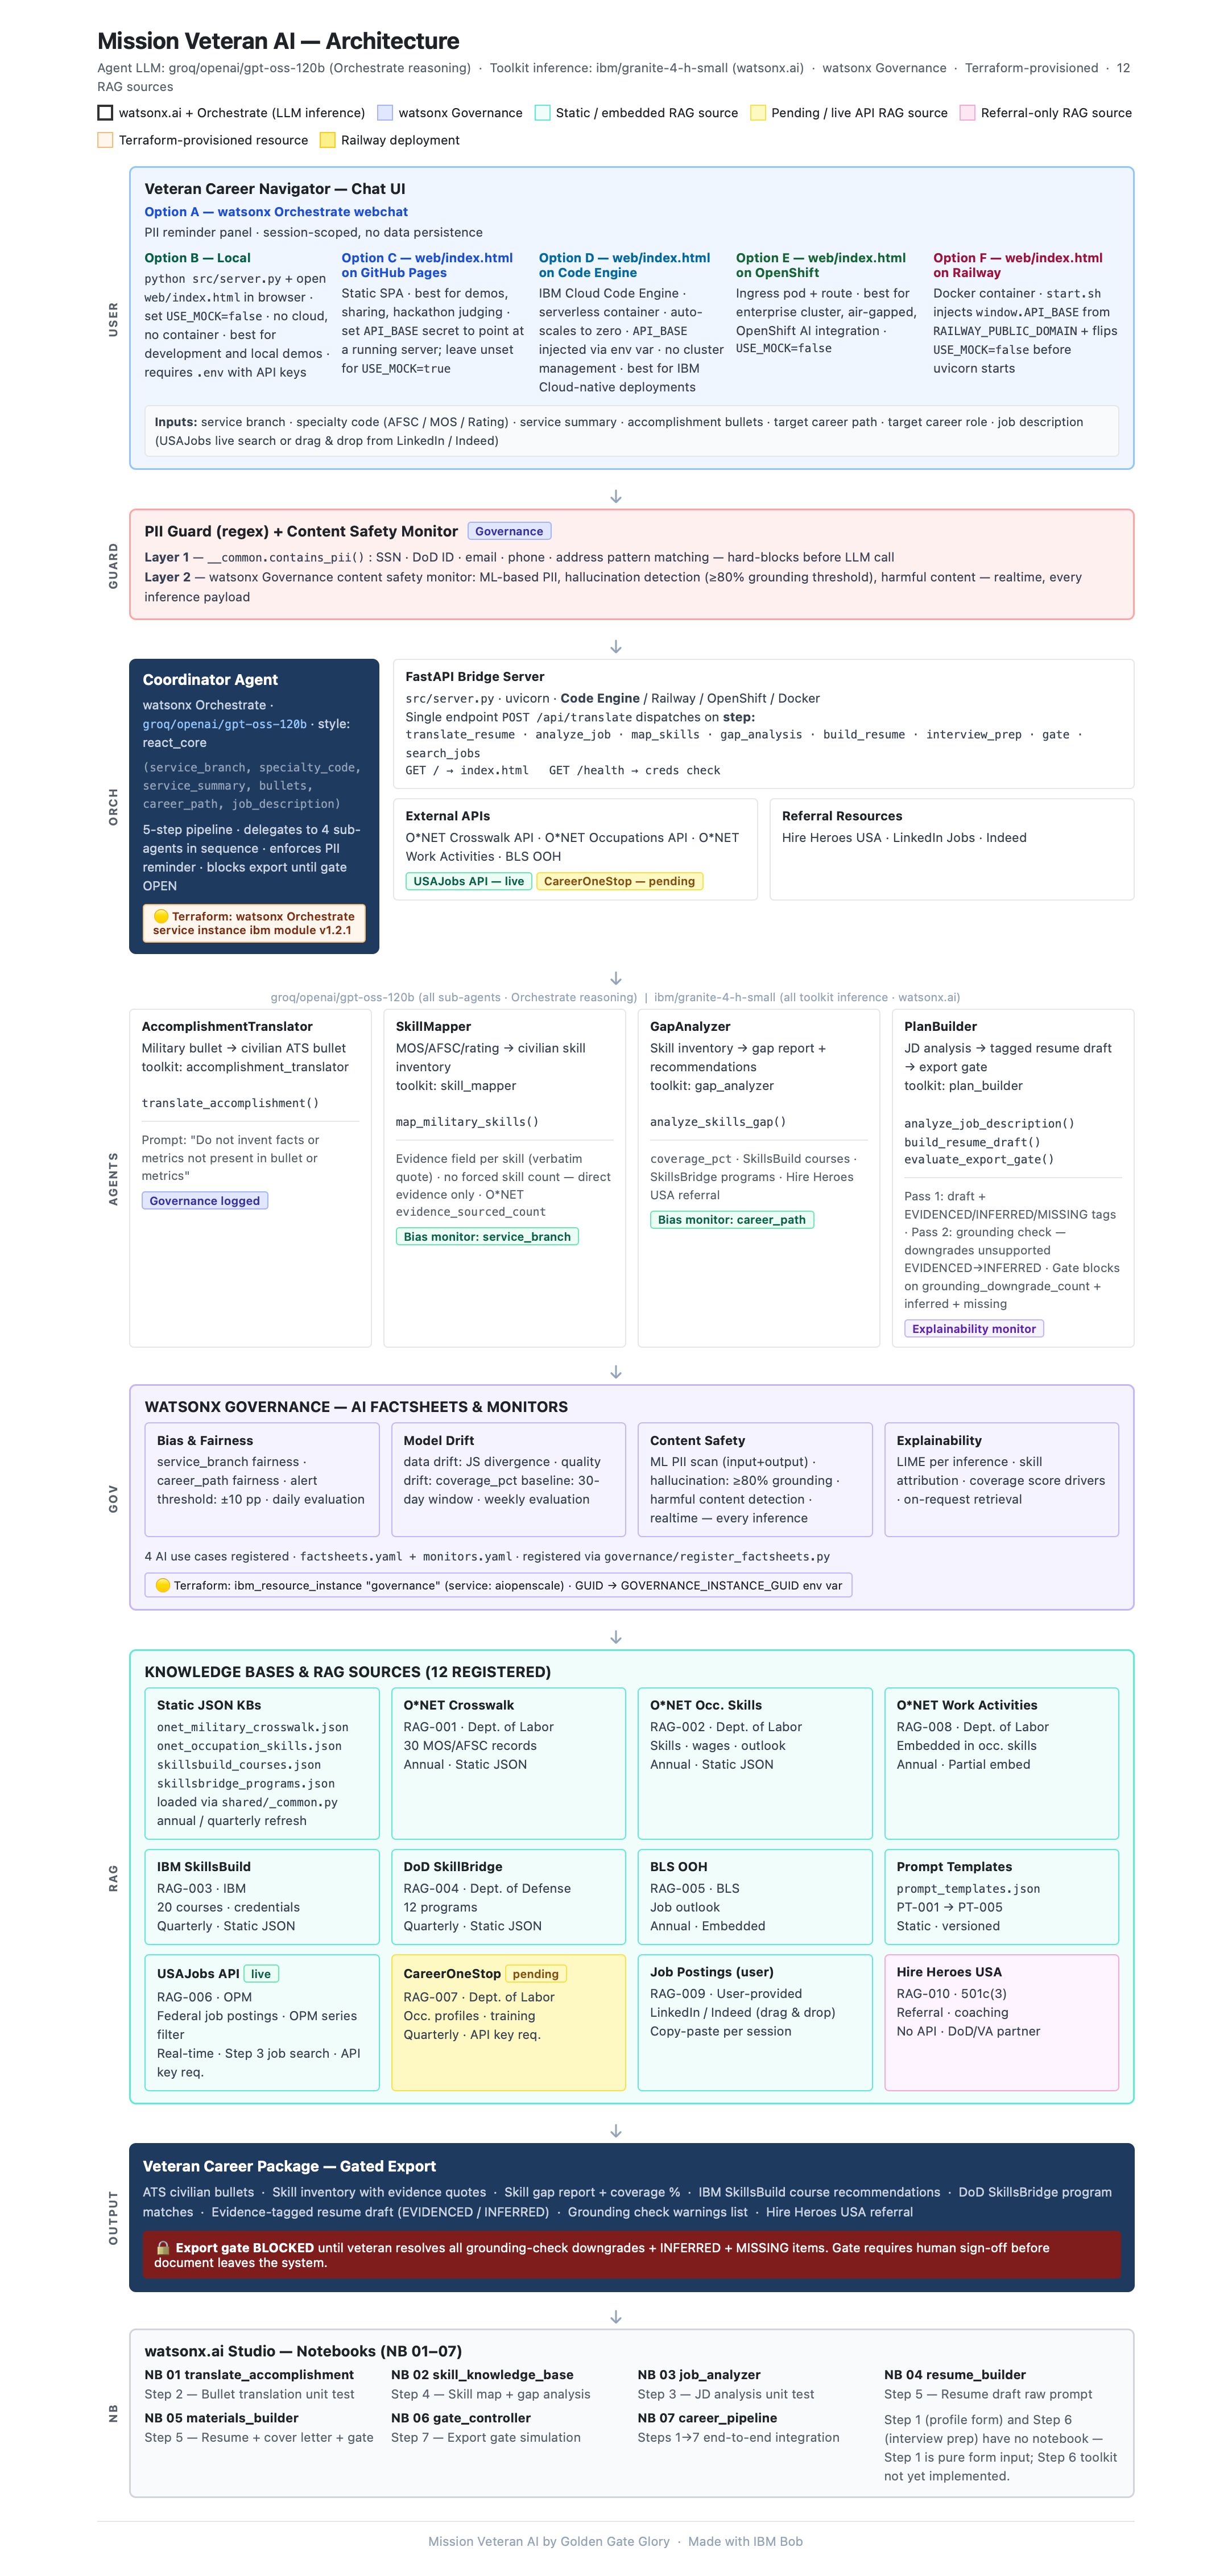 Mission Veteran AI — Architecture
Agent LLM: groq/openai/gpt-oss-120b (Orchestrate reasoning) · Toolkit inference: ibm/granite-4-h-small (watsonx.ai) · watsonx Governance · Terraform-provisioned · 12
RAG sources
watsonx.ai + Orchestrate (LLM inference) watsonx Governance Static / embedded RAG source Pending / live API RAG source Referral-only RAG source
Terraform-provisioned resource Railway deployment
USER
Veteran Career Navigator — Chat UI
Option A — watsonx Orchestrate webchat
PII reminder panel · session-scoped, no data persistence
Option B — Local
python src/server.py + open
web/index.html in browser ·
set USE_MOCK=false · no cloud,
no container · best for
development and local demos ·
requires .env with API keys
Option C — web/index.html
on GitHub Pages
Static SPA · best for demos,
sharing, hackathon judging ·
set API_BASE secret to point at
a running server; leave unset
for USE_MOCK=true
Option D — web/index.html
on Code Engine
IBM Cloud Code Engine ·
serverless container · auto-
scales to zero · API_BASE
injected via env var · no cluster
management · best for IBM
Cloud-native deployments
Option E — web/index.html
on OpenShift
Ingress pod + route · best for
enterprise cluster, air-gapped,
OpenShift AI integration ·
USE_MOCK=false
Option F — web/index.html
on Railway
Docker container · start.sh
injects window.API_BASE from
RAILWAY_PUBLIC_DOMAIN + flips
USE_MOCK=false before
uvicorn starts
Inputs: service branch · specialty code (AFSC / MOS / Rating) · service summary · accomplishment bullets · target career path · target career role · job description
(USAJobs live search or drag & drop from LinkedIn / Indeed)
GUARD
PII Guard (regex) + Content Safety Monitor Governance
Layer 1 — __common.contains_pii() : SSN · DoD ID · email · phone · address pattern matching — hard-blocks before LLM call
Layer 2 — watsonx Governance content safety monitor: ML-based PII, hallucination detection (≥80% grounding threshold), harmful content — realtime, every
inference payload
ORCH
Coordinator Agent
watsonx Orchestrate ·
groq/openai/gpt-oss-120b · style:
react_core
(service_branch, specialty_code,
service_summary, bullets,
career_path, job_description)
5-step pipeline · delegates to 4 sub-
agents in sequence · enforces PII
reminder · blocks export until gate
OPEN
Terraform: watsonx Orchestrate
service instance ibm module v1.2.1
FastAPI Bridge Server
src/server.py · uvicorn · Code Engine / Railway / OpenShift / Docker
Single endpoint POST /api/translate dispatches on step:
translate_resume · analyze_job · map_skills · gap_analysis · build_resume · interview_prep · gate ·
search_jobs
GET / → index.html GET /health → creds check
External APIs
O*NET Crosswalk API · O*NET Occupations API · O*NET
Work Activities · BLS OOH
USAJobs API — live CareerOneStop — pending
Referral Resources
Hire Heroes USA · LinkedIn Jobs · Indeed
groq/openai/gpt-oss-120b (all sub-agents · Orchestrate reasoning) | ibm/granite-4-h-small (all toolkit inference · watsonx.ai)
AGENTS
AccomplishmentTranslator
Military bullet → civilian ATS bullet
toolkit: accomplishment_translator
translate_accomplishment()
Prompt: "Do not invent facts or
metrics not present in bullet or
metrics"
Governance logged
SkillMapper
MOS/AFSC/rating → civilian skill
inventory
toolkit: skill_mapper
map_military_skills()
Evidence field per skill (verbatim
quote) · no forced skill count — direct
evidence only · O*NET
evidence_sourced_count
Bias monitor: service_branch
GapAnalyzer
Skill inventory → gap report +
recommendations
toolkit: gap_analyzer
analyze_skills_gap()
coverage_pct · SkillsBuild courses ·
SkillsBridge programs · Hire Heroes
USA referral
Bias monitor: career_path
PlanBuilder
JD analysis → tagged resume draft
→ export gate
toolkit: plan_builder
analyze_job_description()
build_resume_draft()
evaluate_export_gate()
Pass 1: draft +
EVIDENCED/INFERRED/MISSING tags
· Pass 2: grounding check —
downgrades unsupported
EVIDENCED→INFERRED · Gate blocks
on grounding_downgrade_count +
inferred + missing
Explainability monitor
GOV
WATSONX GOVERNANCE — AI FACTSHEETS & MONITORS
Bias & Fairness
service_branch fairness ·
career_path fairness · alert
threshold: ±10 pp · daily evaluation
Model Drift
data drift: JS divergence · quality
drift: coverage_pct baseline: 30-
day window · weekly evaluation
Content Safety
ML PII scan (input+output) ·
hallucination: ≥80% grounding ·
harmful content detection ·
realtime — every inference
Explainability
LIME per inference · skill
attribution · coverage score drivers
· on-request retrieval
4 AI use cases registered · factsheets.yaml + monitors.yaml · registered via governance/register_factsheets.py
Terraform: ibm_resource_instance "governance" (service: aiopenscale) · GUID → GOVERNANCE_INSTANCE_GUID env var
RAG
KNOWLEDGE BASES & RAG SOURCES (12 REGISTERED)
Static JSON KBs
onet_military_crosswalk.json
onet_occupation_skills.json
skillsbuild_courses.json
skillsbridge_programs.json
loaded via shared/_common.py
annual / quarterly refresh
O*NET Crosswalk
RAG-001 · Dept. of Labor
30 MOS/AFSC records
Annual · Static JSON
O*NET Occ. Skills
RAG-002 · Dept. of Labor
Skills · wages · outlook
Annual · Static JSON
O*NET Work Activities
RAG-008 · Dept. of Labor
Embedded in occ. skills
Annual · Partial embed
IBM SkillsBuild
RAG-003 · IBM
20 courses · credentials
Quarterly · Static JSON
DoD SkillBridge
RAG-004 · Dept. of Defense
12 programs
Quarterly · Static JSON
BLS OOH
RAG-005 · BLS
Job outlook
Annual · Embedded
Prompt Templates
prompt_templates.json
PT-001 → PT-005
Static · versioned
USAJobs API live
RAG-006 · OPM
Federal job postings · OPM series
filter
Real-time · Step 3 job search · API
key req.
CareerOneStop pending
RAG-007 · Dept. of Labor
Occ. profiles · training
Quarterly · API key req.
Job Postings (user)
RAG-009 · User-provided
LinkedIn / Indeed (drag & drop)
Copy-paste per session
Hire Heroes USA
RAG-010 · 501c(3)
Referral · coaching
No API · DoD/VA partner
OUTPUT
Veteran Career Package — Gated Export
ATS civilian bullets · Skill inventory with evidence quotes · Skill gap report + coverage % · IBM SkillsBuild course recommendations · DoD SkillsBridge program
matches · Evidence-tagged resume draft (EVIDENCED / INFERRED) · Grounding check warnings list · Hire Heroes USA referral
Export gate BLOCKED until veteran resolves all grounding-check downgrades + INFERRED + MISSING items. Gate requires human sign-off before
document leaves the system.
NB
watsonx.ai Studio — Notebooks (NB 01–07)
NB 01 translate_accomplishment
Step 2 — Bullet translation unit test
NB 02 skill_knowledge_base
Step 4 — Skill map + gap analysis
NB 03 job_analyzer
Step 3 — JD analysis unit test
NB 04 resume_builder
Step 5 — Resume draft raw prompt
NB 05 materials_builder
Step 5 — Resume + cover letter + gate
NB 06 gate_controller
Step 7 — Export gate simulation
NB 07 career_pipeline
Steps 1→7 end-to-end integration
Step 1 (profile form) and Step 6
(interview prep) have no notebook —
Step 1 is pure form input; Step 6 toolkit
not yet implemented.
Mission Veteran AI by Golden Gate Glory · Made with IBM Bob